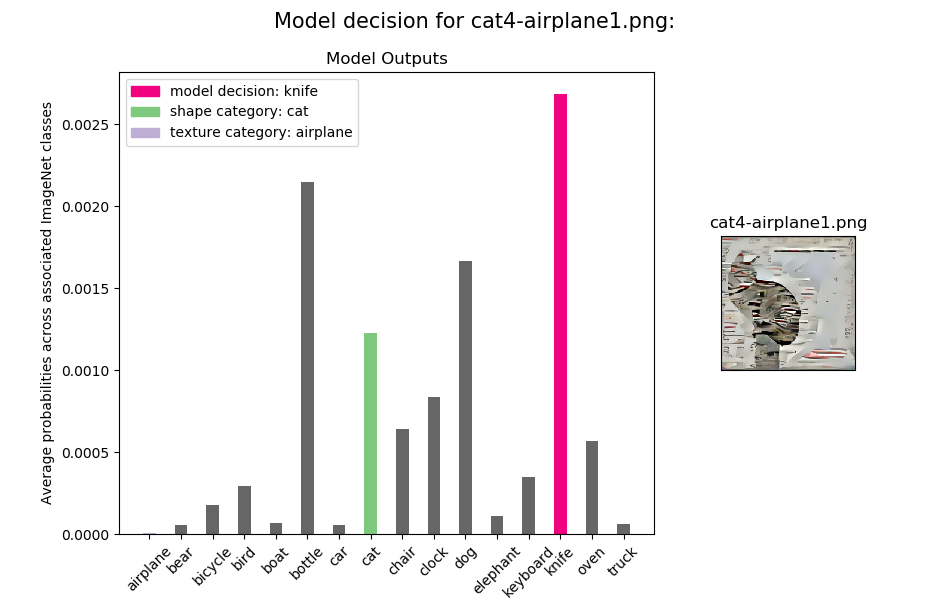 Model decision for cat4-airplane1.png:
Model Outputs
model decision: knife
shape category: cat
texture category: airplane
Average probabilities across associated ImageNet classes
0.0025
0.0020
0.0015
0.0010
0.0005
0.0000
airplane
bear
bicycle
bird
boat
bottle
car
cat
chair
clock
dog
elephant
keyboard
knife
oven
truck
cat4-airplane1.png